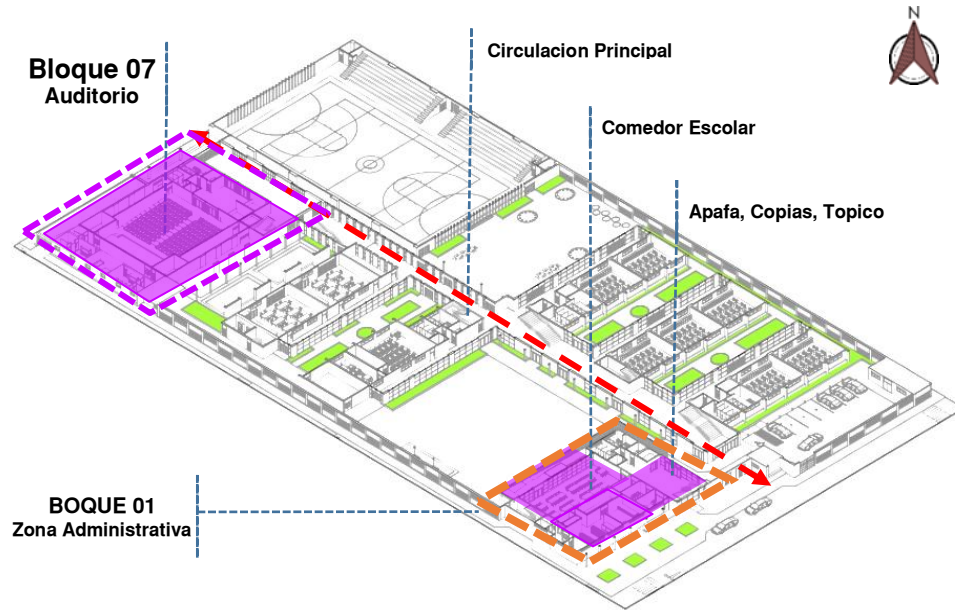 N
Circulacion Principal
Bloque 07
Auditorio
Comedor Escolar
Apafa, Copias, Topico
BOQUE 01
Zona Administrativa